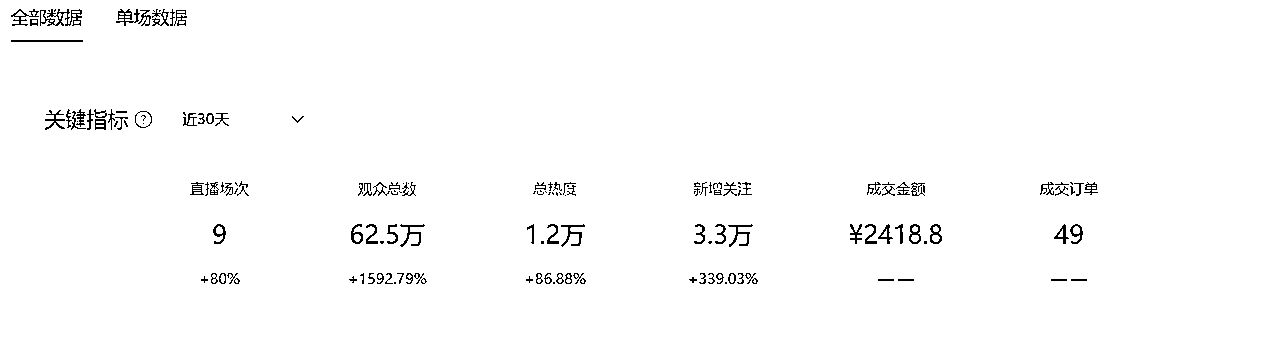 全部数据 单场数据
关键指标 ? 近30天
直播场次 观众总数 总热度 新增关注 成交金额 成交订单
9 62.5万 1.2万 3.3万 ¥2418.8 49
+80% +1592.79% +86.88% +339.03% —— ——